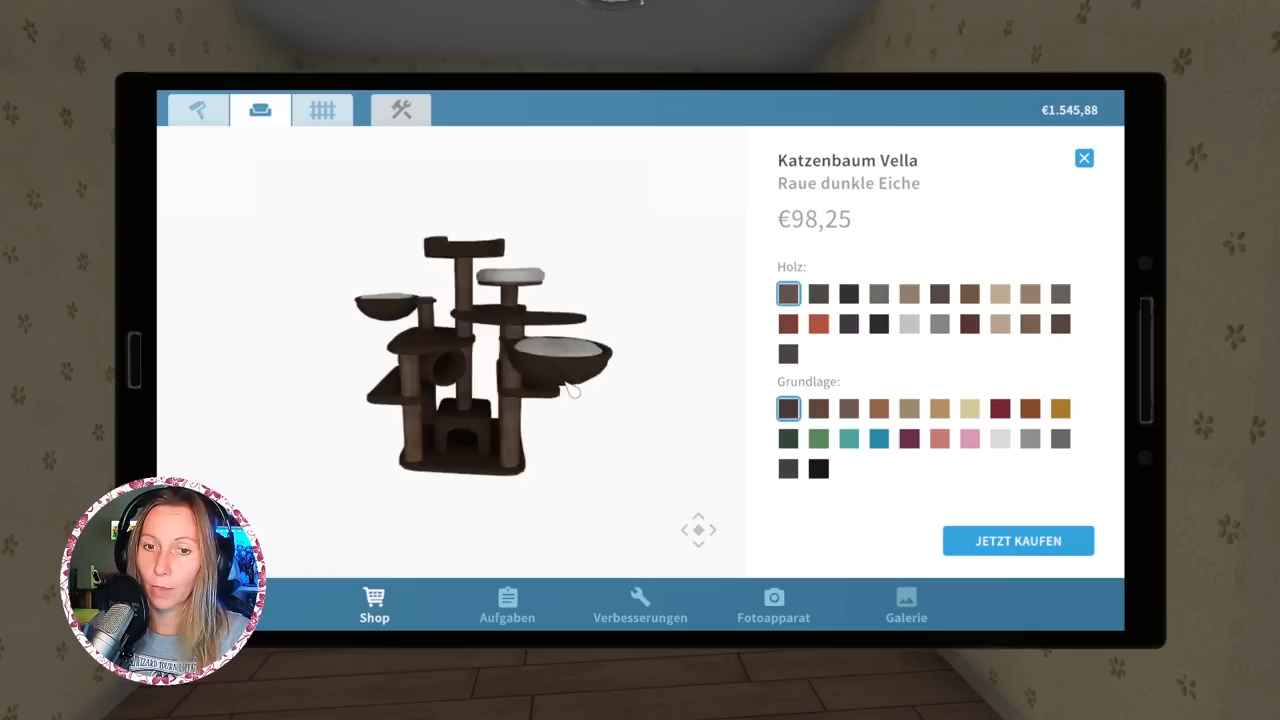 €1.545,88
Katzenbaum Vella
Raue dunkle Eiche
€98,25
Holz:
Grundlage:
JETZT KAUFEN
Shop
Aufgaben
Verbesserungen
Fotoapparat
Galerie